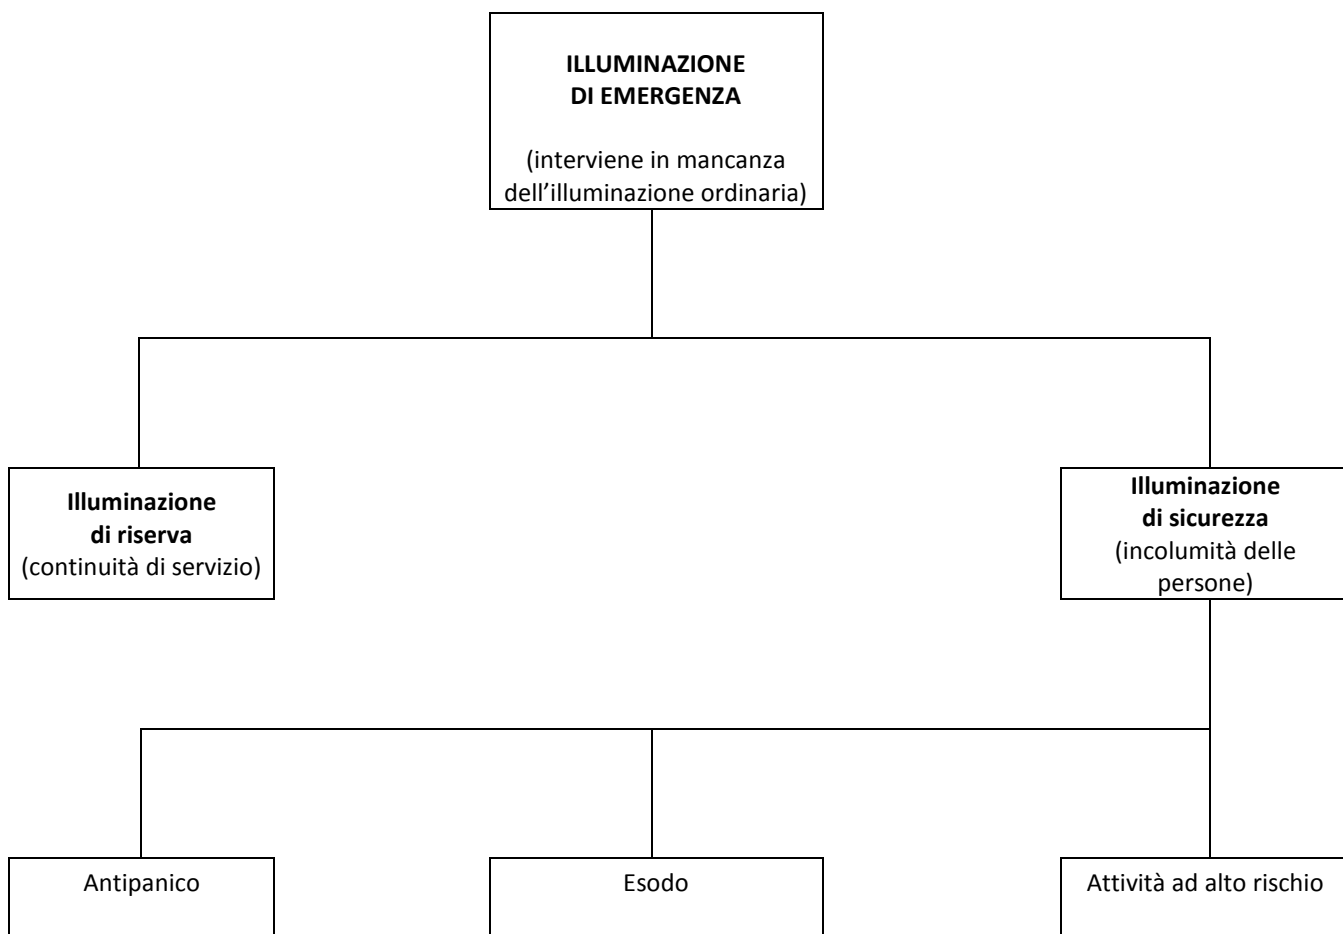 ILLUMINAZIONE
DI EMERGENZA
(interviene in mancanza
dell’illuminazione ordinaria)
Illuminazione
di riserva
(continuità di servizio)
Illuminazione
di sicurezza
(incolumità delle
persone)
Antipanico
Esodo
Attività ad alto rischio